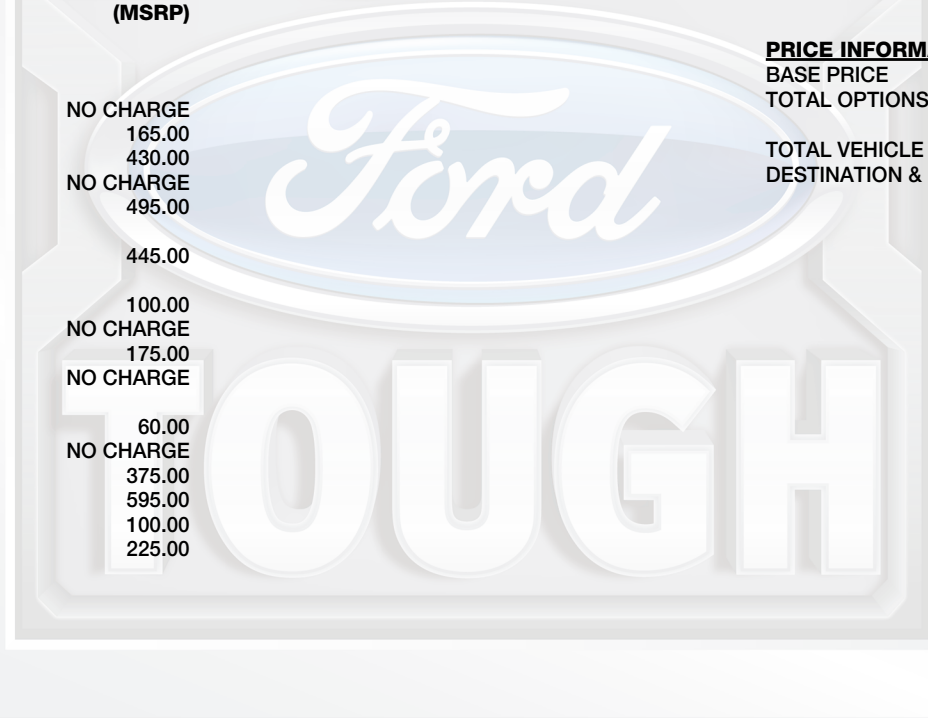 (MSRP)
NO CHARGE
165.00
430.00
NO CHARGE
495.00
445.00
100.00
NO CHARGE
175.00
NO CHARGE
60.00
NO CHARGE
375.00
595.00
100.00
225.00
PRICE INFORMA
BASE PRICE
TOTAL OPTIONS
TOTAL VEHICLE
DESTINATION &
Ford
TOUGH